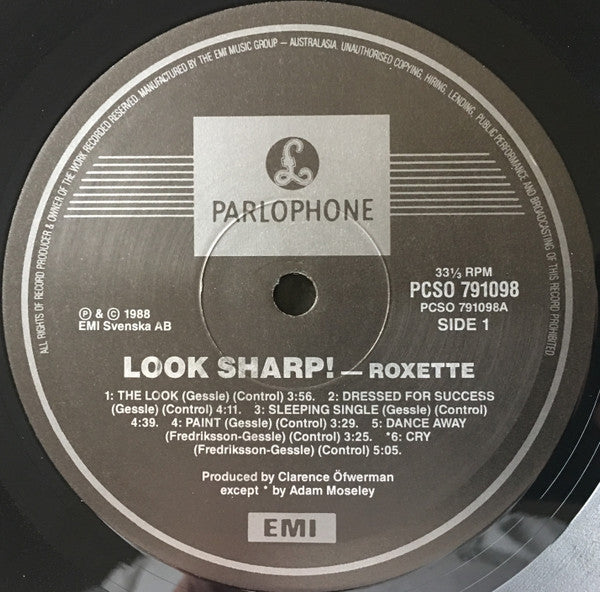 ALL RIGHTS OF RECORD PRODUCER & OWNER OF THE WORK RECORDED RESERVED. MANUFACTURED BY THE EMI MUSIC GROUP – AUSTRALASIA. UNAUTHORISED COPYING, HIRING, LENDING, PUBLIC PERFORMANCE AND BROADCASTING OF THIS RECORD PROHIBITED
£
PARLOPHONE
33⅓ RPM
PCSO 791098
PCSO 791098A
SIDE 1
℗ & © 1988
EMI Svenska AB
LOOK SHARP! – ROXETTE
1: THE LOOK (Gessle) (Control) 3:56. 2: DRESSED FOR SUCCESS
(Gessle) (Control) 4:11. 3: SLEEPING SINGLE (Gessle) (Control)
4:39. 4: PAINT (Gessle) (Control) 3:29. 5: DANCE AWAY
(Fredriksson-Gessle) (Control) 3:25. *6: CRY
(Fredriksson-Gessle) (Control) 5:05.
Produced by Clarence Öfwerman
except * by Adam Moseley
EMI